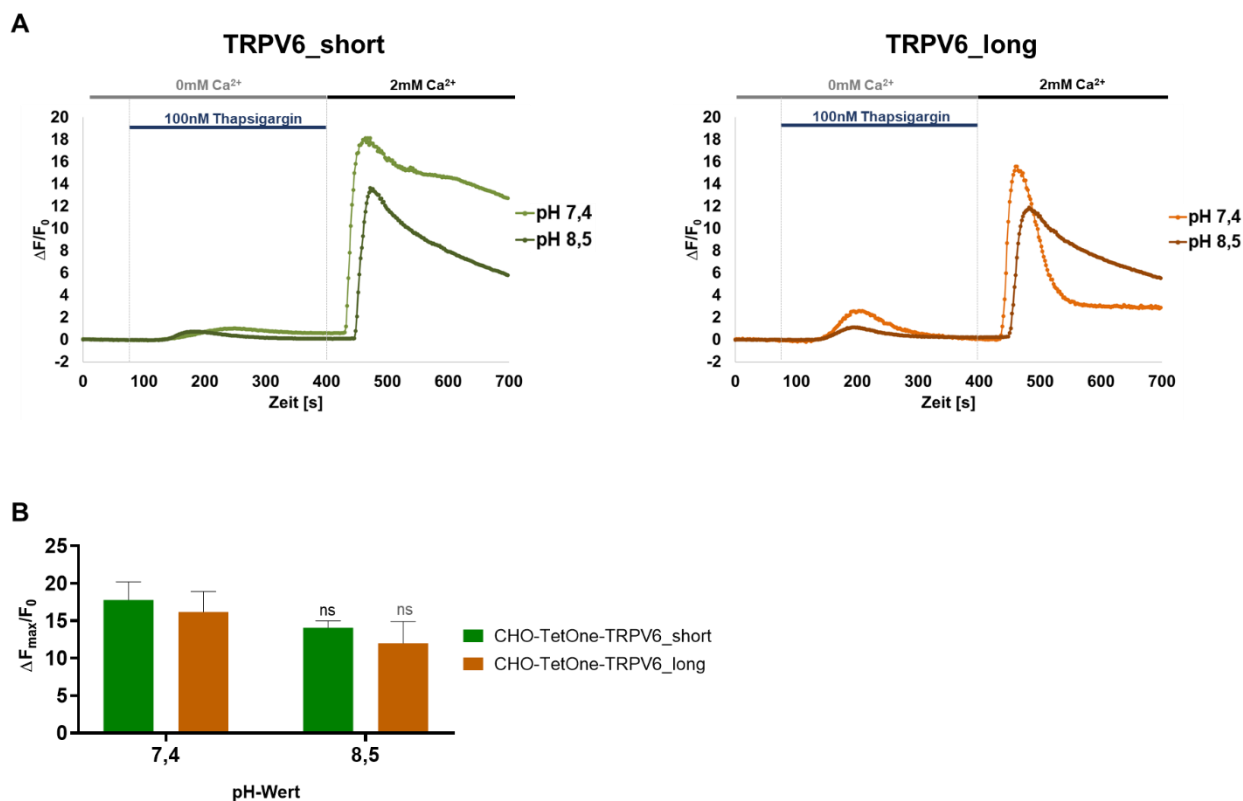 A
TRPV6_short
0mM Ca²⁺
2mM Ca²⁺
100nM Thapsigargin
20
18
16
14
12
10
8
6
4
2
0
-2
ΔF/F₀
0 100 200 300 400 500 600 700
Zeit [s]
pH 7,4
pH 8,5
TRPV6_long
0mM Ca²⁺
2mM Ca²⁺
100nM Thapsigargin
20
18
16
14
12
10
8
6
4
2
0
-2
ΔF/F₀
0 100 200 300 400 500 600 700
Zeit [s]
pH 7,4
pH 8,5
B
25
20
15
10
5
0
ΔFmax/F₀
ns ns
7,4 8,5
pH-Wert
CHO-TetOne-TRPV6_short
CHO-TetOne-TRPV6_long